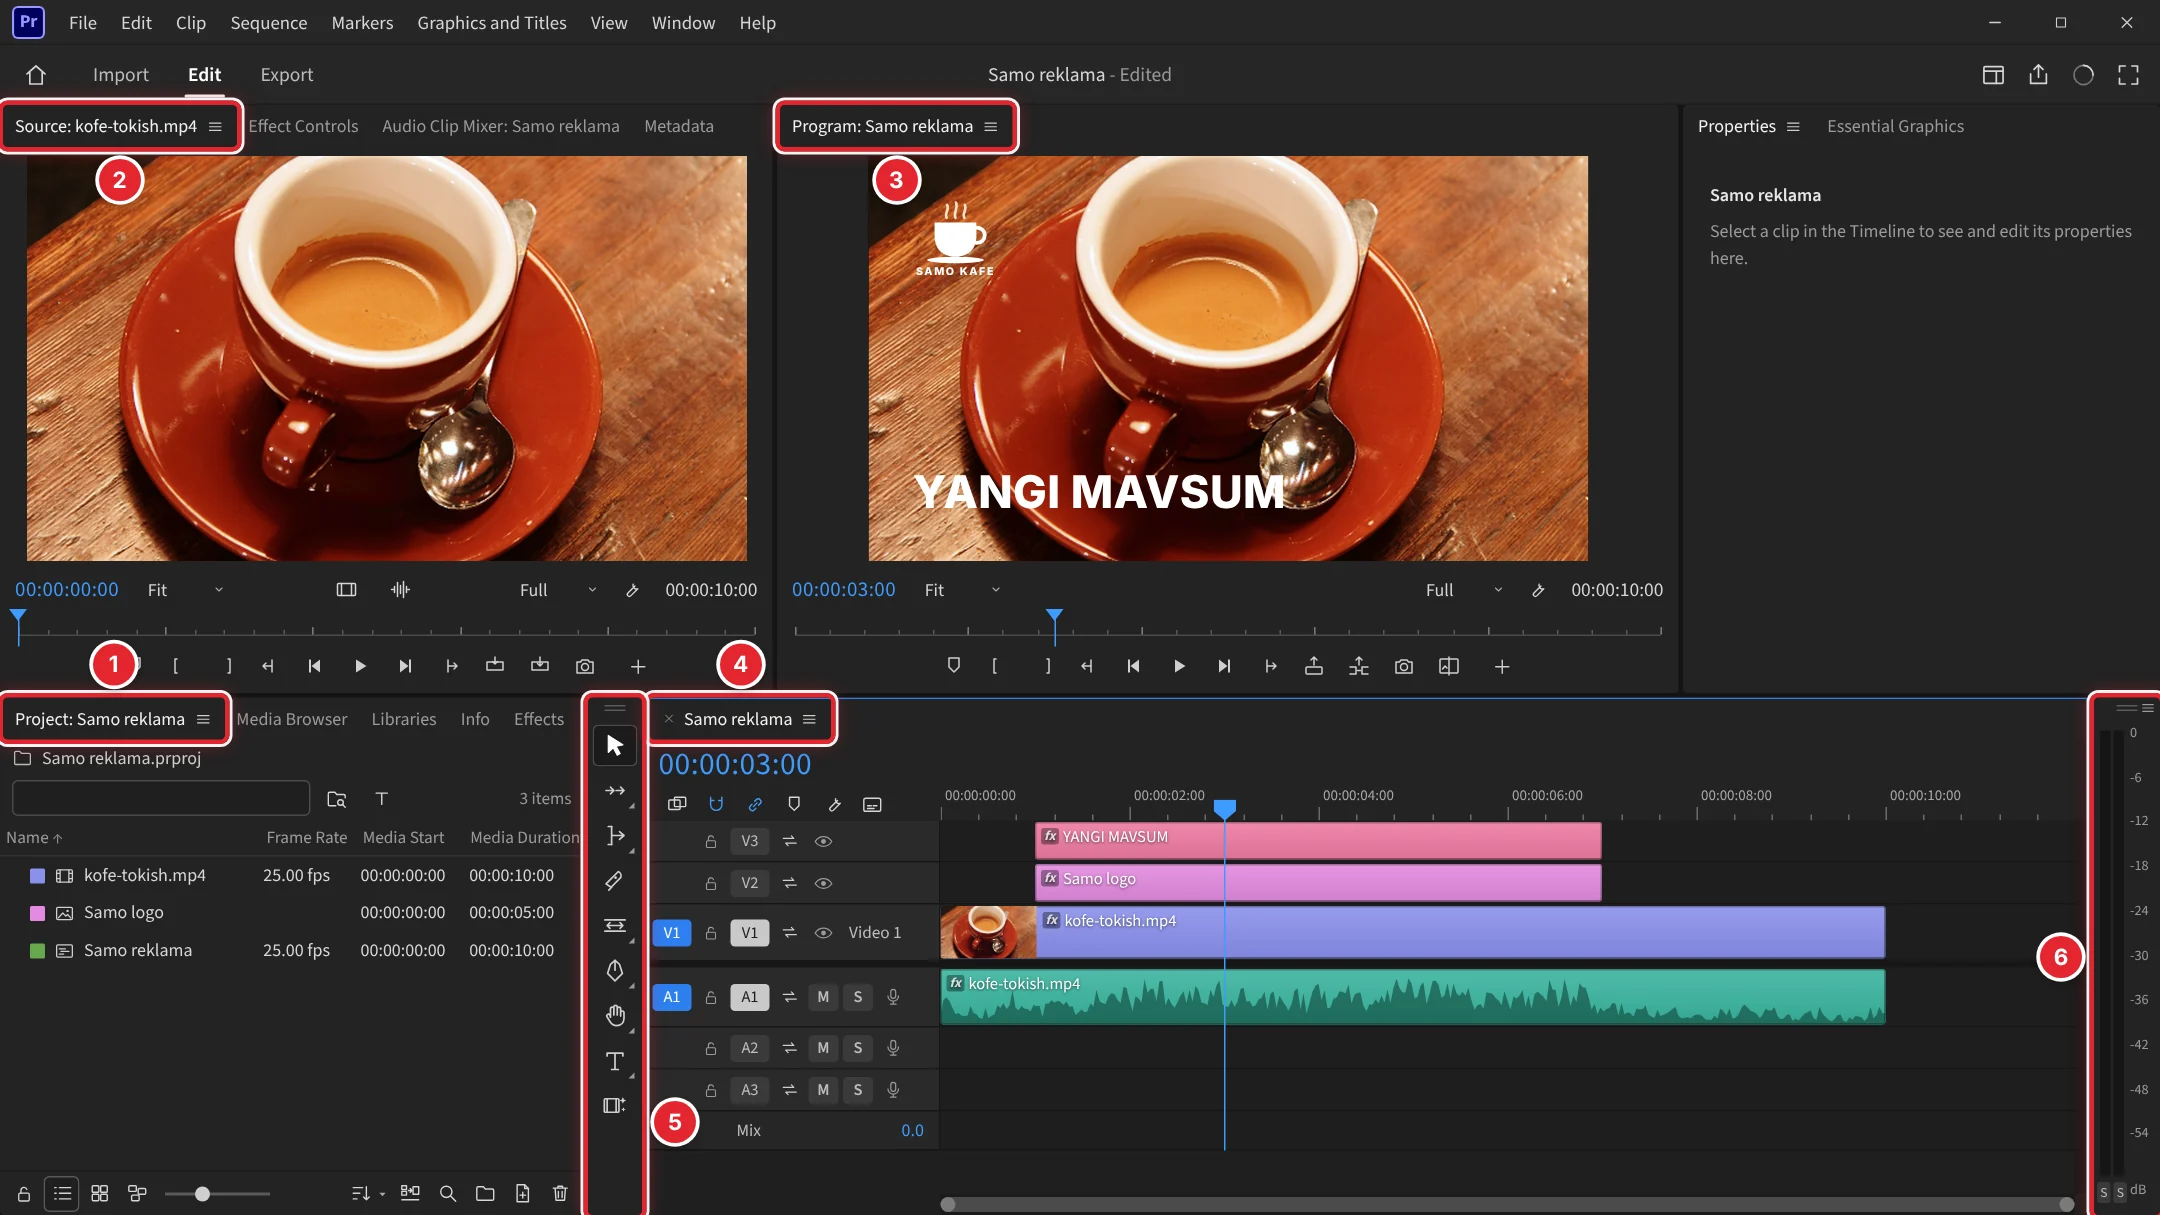 Pr File Edit Clip Sequence Markers Graphics and Titles View Window Help
Import Edit Export Samo reklama - Edited
Source: kofe-tokish.mp4 Effect Controls Audio Clip Mixer: Samo reklama Metadata
Program: Samo reklama
Properties Essential Graphics
2
3
Samo reklama
Select a clip in the Timeline to see and edit its properties
here.
SAMO KAFE
YANGI MAVSUM
00:00:00:00 Fit Full 00:00:10:00
00:00:03:00 Fit Full 00:00:10:00
1
4
Project: Samo reklama Media Browser Libraries Info Effects
Samo reklama.prproj
3 items
Name Frame Rate Media Start Media Duration
kofe-tokish.mp4 25.00 fps 00:00:00:00 00:00:10:00
Samo logo 00:00:00:00 00:00:05:00
Samo reklama 25.00 fps 00:00:00:00 00:00:10:00
Samo reklama
00:00:03:00
00:00:00:00 00:00:02:00 00:00:04:00 00:00:06:00 00:00:08:00 00:00:10:00
V3 fx YANGI MAVSUM
V2 fx Samo logo
V1 V1 Video 1 fx kofe-tokish.mp4
A1 A1 M S fx kofe-tokish.mp4
A2 M S
A3 M S
Mix 0.0
5
6
0
-6
-12
-18
-24
-30
-36
-42
-48
-54
S S dB